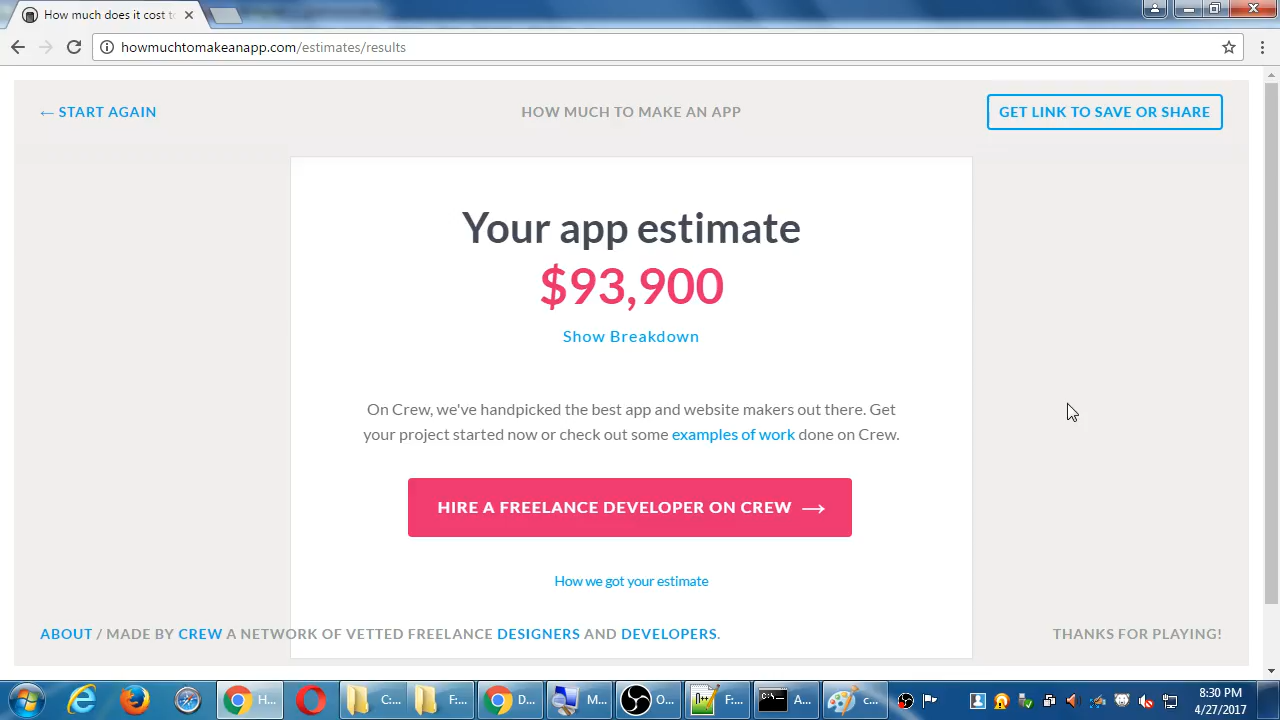 How much does it cost to
howmuchtomakeanapp.com/estimates/results
← START AGAIN
HOW MUCH TO MAKE AN APP
GET LINK TO SAVE OR SHARE
Your app estimate
$93,900
Show Breakdown
On Crew, we've handpicked the best app and website makers out there. Get
your project started now or check out some examples of work done on Crew.
HIRE A FREELANCE DEVELOPER ON CREW →
How we got your estimate
ABOUT / MADE BY CREW A NETWORK OF VETTED FREELANCE DESIGNERS AND DEVELOPERS.
THANKS FOR PLAYING!
H...
C:...
F:...
D...
M...
O...
F:...
A...
c...
8:30 PM
4/27/2017